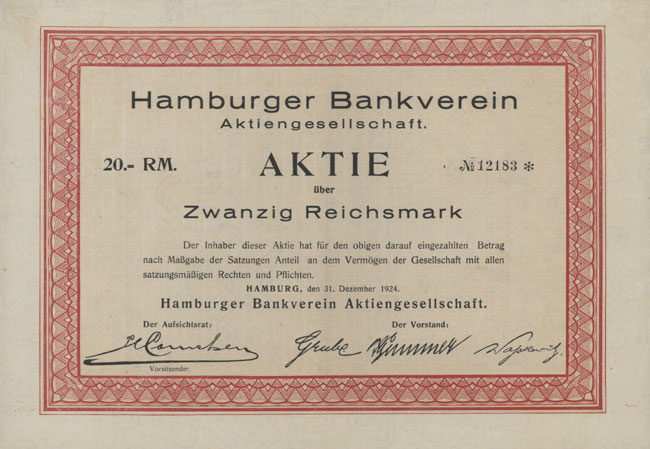 Hamburger Bankverein
Aktiengesellschaft.
20.- RM. AKTIE № 12183 *
über
Zwanzig Reichsmark
Der Inhaber dieser Aktie hat für den obigen darauf eingezahlten Betrag
nach Maßgabe der Satzungen Anteil an dem Vermögen der Gesellschaft mit allen
satzungsmäßigen Rechten und Pflichten.
HAMBURG, den 31. Dezember 1924.
Hamburger Bankverein Aktiengesellschaft.
Der Aufsichtsrat: Der Vorstand:
Grube
Vorsitzender.